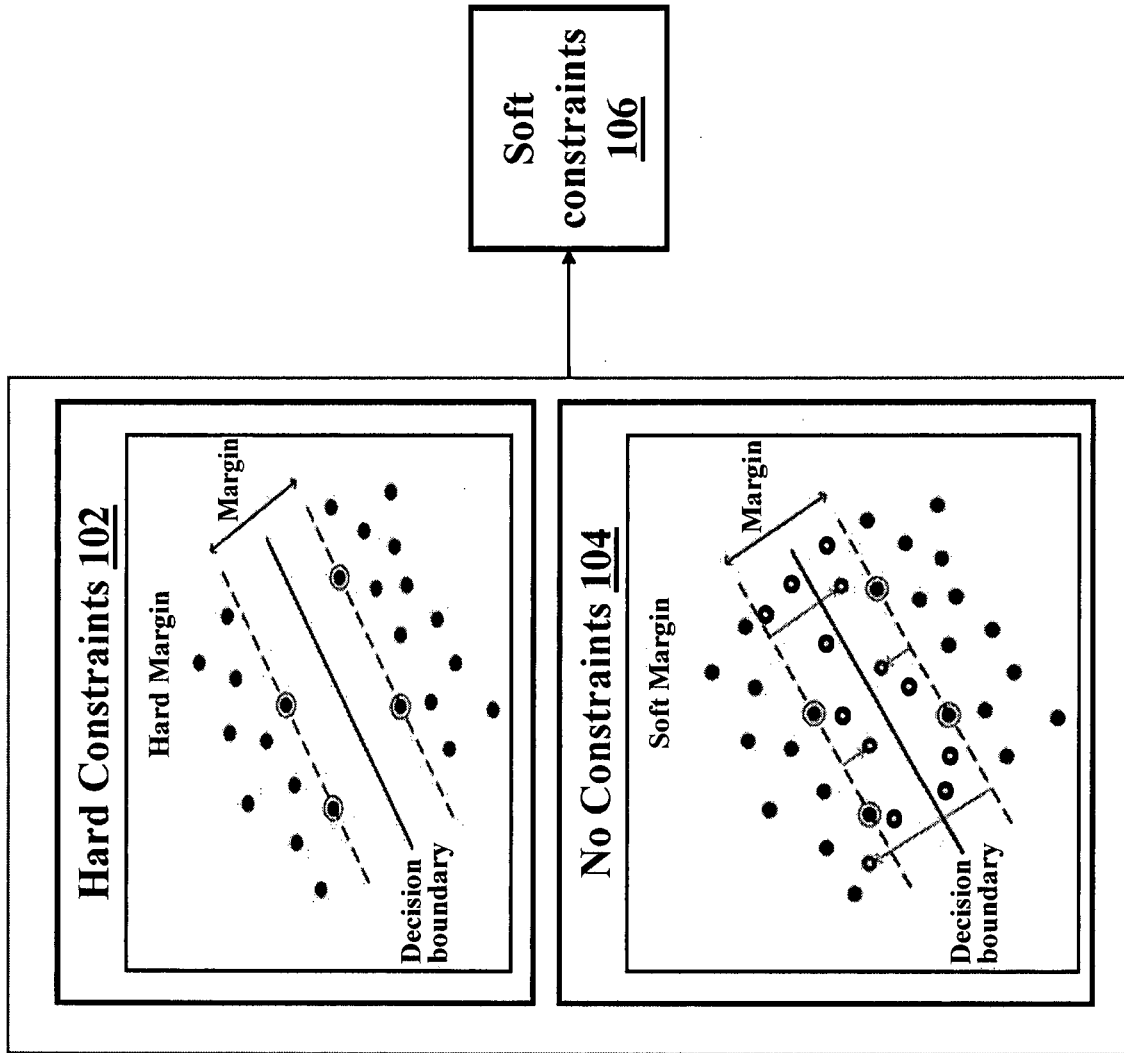 Hard Constraints 102
Hard Margin
Margin
Decision
boundary
No Constraints 104
Soft Margin
Margin
Decision
boundary
Soft
constraints
106